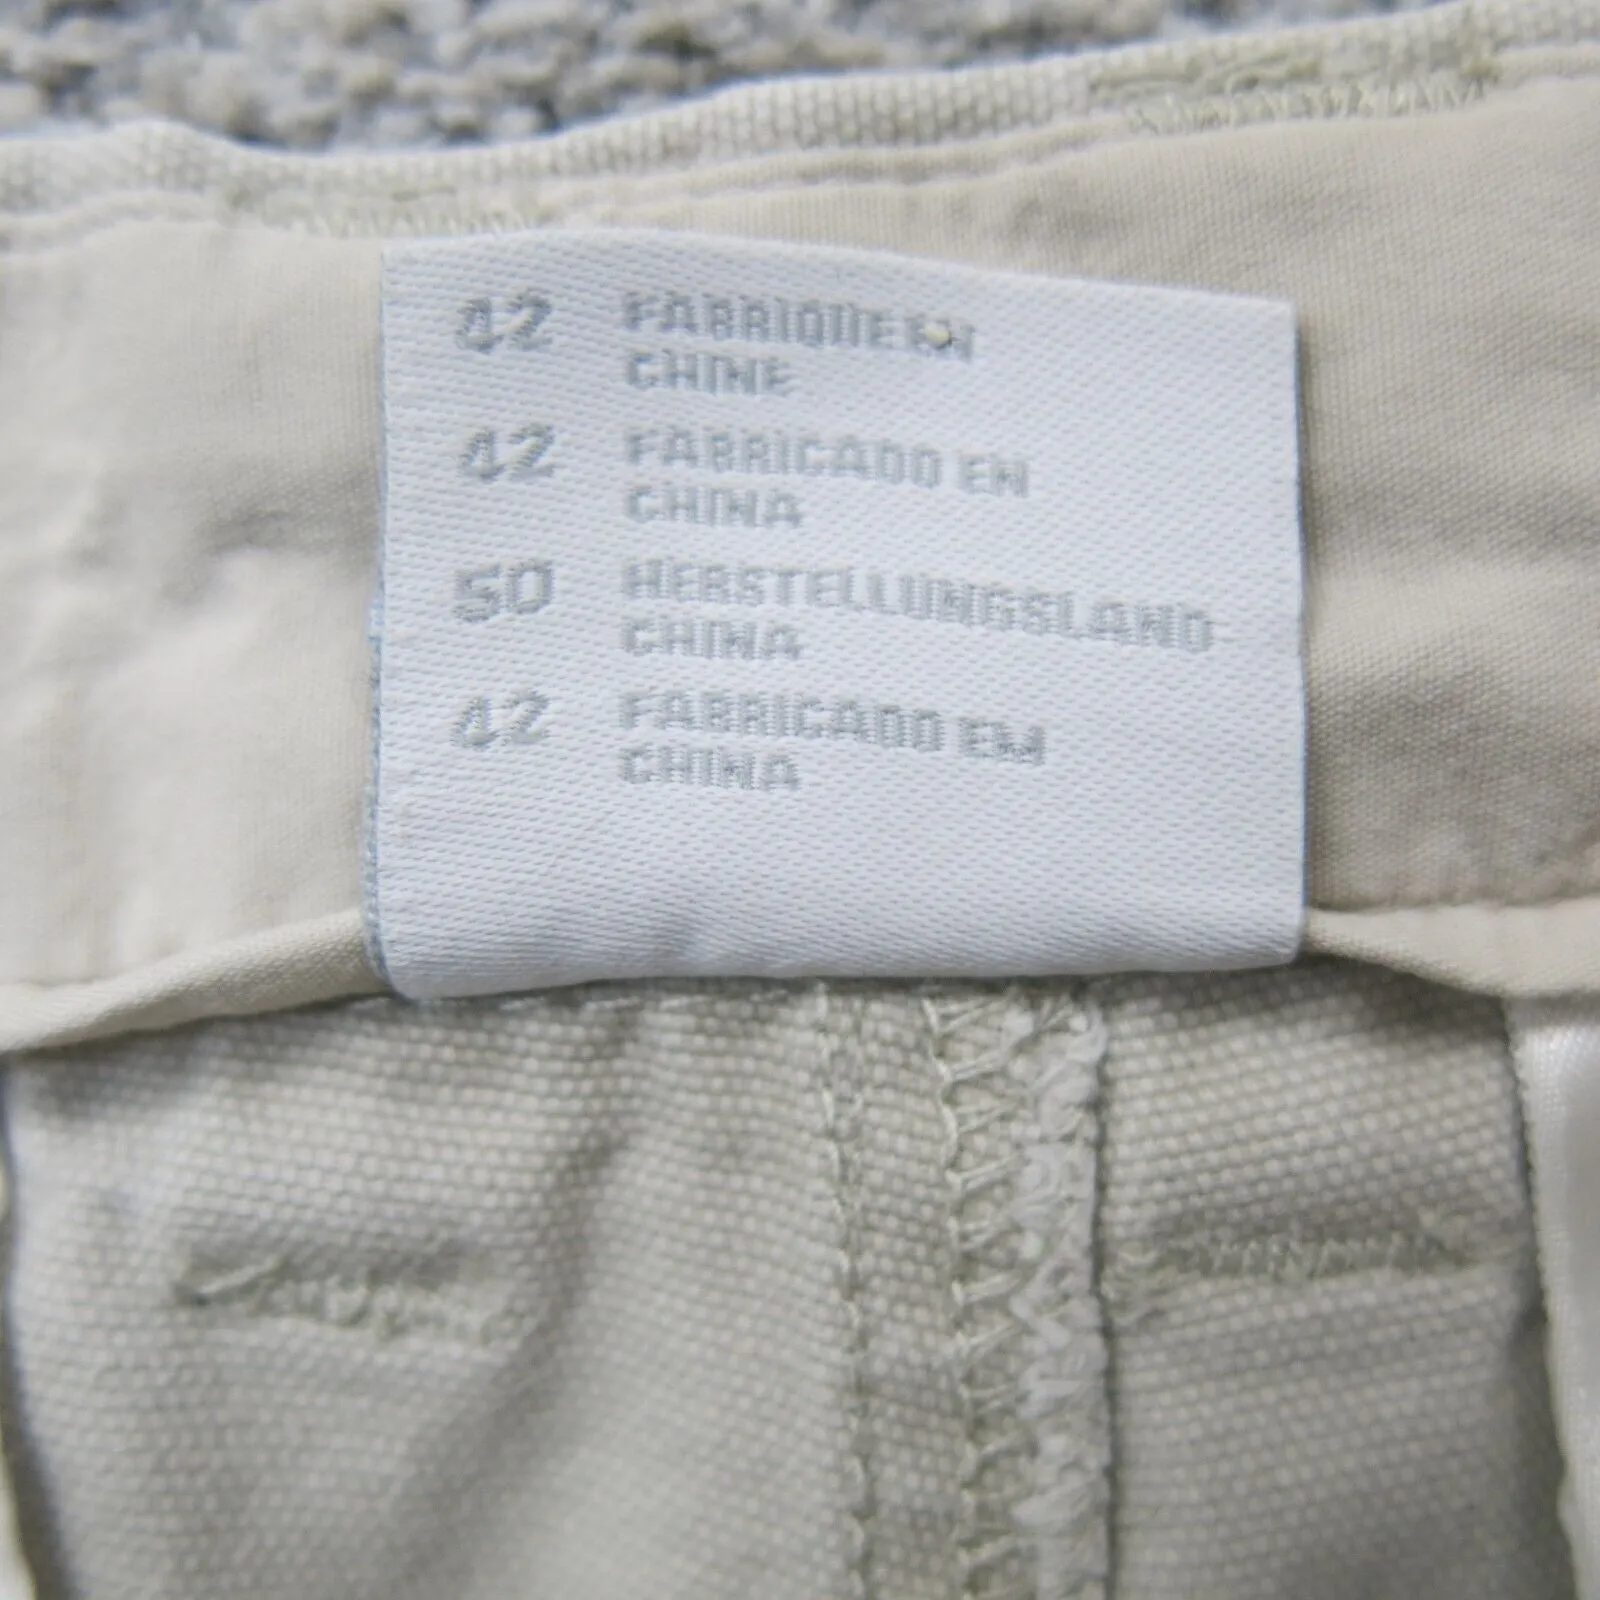 42 FABRIQUE EN
CHINE
42 FABRICADO EN
CHINA
50 HERSTELLUNGSLAND
CHINA
42 FABRICADO EM
CHINA